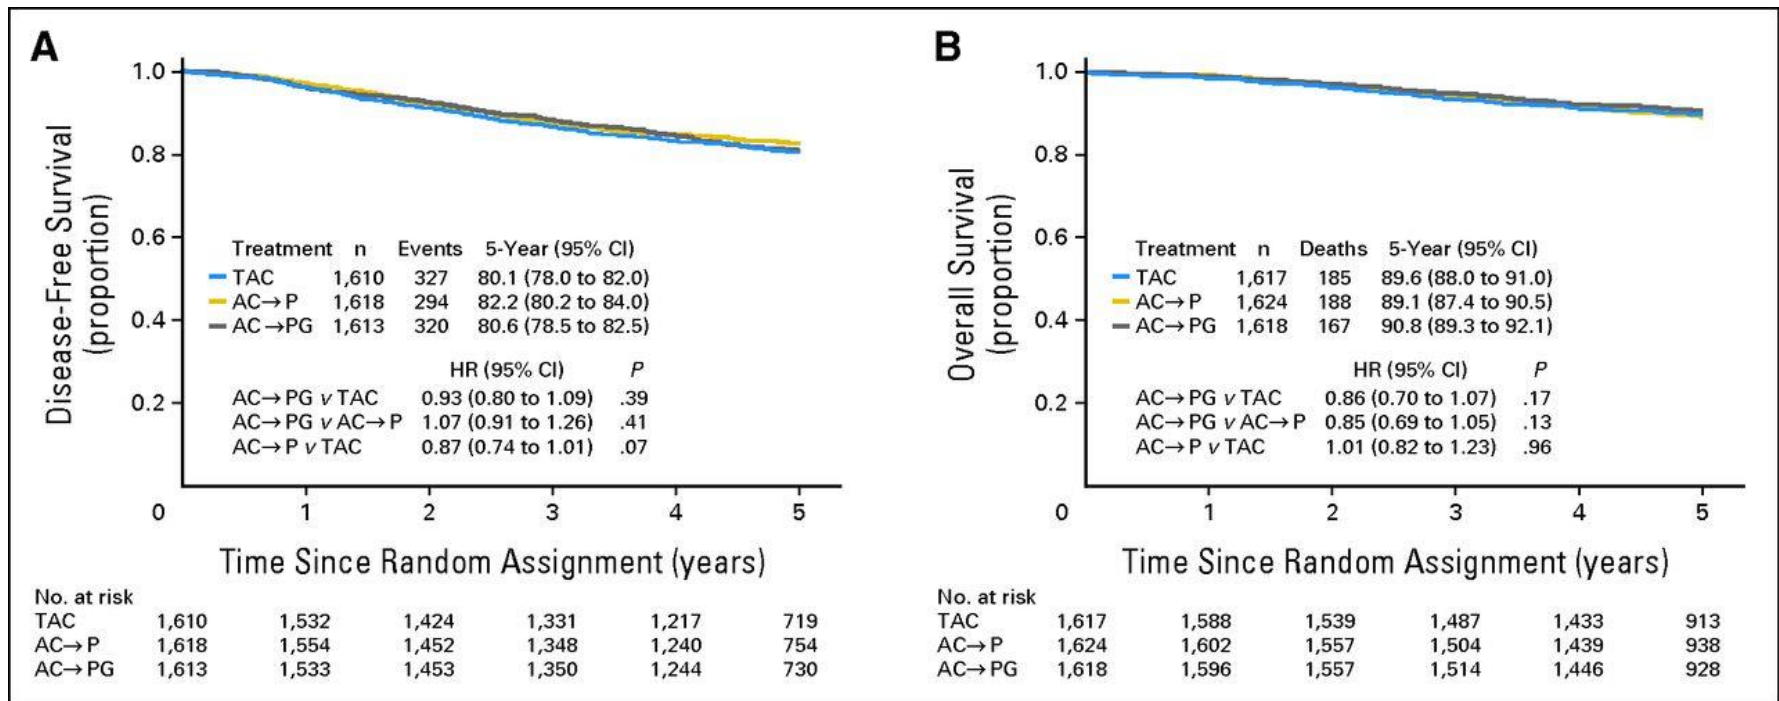 A
Disease-Free Survival
(proportion)
1.0
0.8
0.6
0.4
0.2
0
1
2
3
4
5
Treatment n Events 5-Year (95% CI)
TAC 1,610 327 80.1 (78.0 to 82.0)
AC→P 1,618 294 82.2 (80.2 to 84.0)
AC→PG 1,613 320 80.6 (78.5 to 82.5)
HR (95% CI) P
AC→PG v TAC 0.93 (0.80 to 1.09) .39
AC→PG v AC→P 1.07 (0.91 to 1.26) .41
AC→P v TAC 0.87 (0.74 to 1.01) .07
Time Since Random Assignment (years)
No. at risk
TAC 1,610 1,532 1,424 1,331 1,217 719
AC→P 1,618 1,554 1,452 1,348 1,240 754
AC→PG 1,613 1,533 1,453 1,350 1,244 730
B
Overall Survival
(proportion)
1.0
0.8
0.6
0.4
0.2
0
1
2
3
4
5
Treatment n Deaths 5-Year (95% CI)
TAC 1,617 185 89.6 (88.0 to 91.0)
AC→P 1,624 188 89.1 (87.4 to 90.5)
AC→PG 1,618 167 90.8 (89.3 to 92.1)
HR (95% CI) P
AC→PG v TAC 0.86 (0.70 to 1.07) .17
AC→PG v AC→P 0.85 (0.69 to 1.05) .13
AC→P v TAC 1.01 (0.82 to 1.23) .96
Time Since Random Assignment (years)
No. at risk
TAC 1,617 1,588 1,539 1,487 1,433 913
AC→P 1,624 1,602 1,557 1,504 1,439 938
AC→PG 1,618 1,596 1,557 1,514 1,446 928